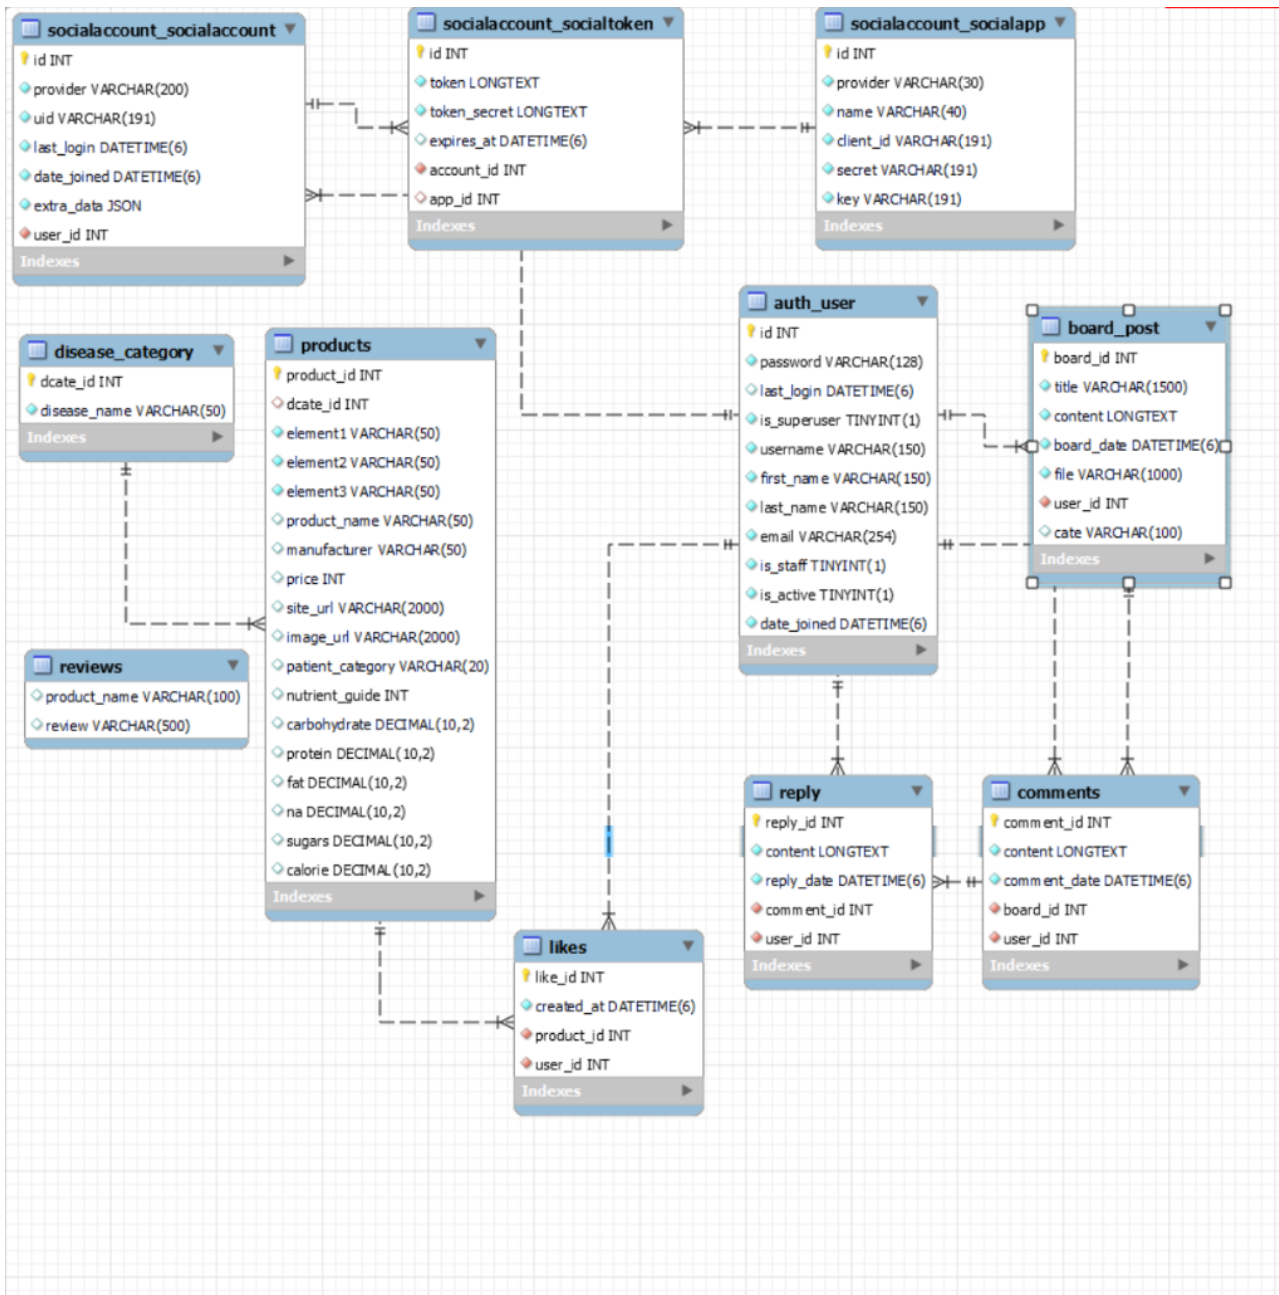 socialaccount_socialaccount
id INT
provider VARCHAR(200)
uid VARCHAR(191)
last_login DATETIME(6)
date_joined DATETIME(6)
extra_data JSON
user_id INT
Indexes
socialaccount_socialtoken
id INT
token LONGTEXT
token_secret LONGTEXT
expires_at DATETIME(6)
account_id INT
app_id INT
Indexes
socialaccount_socialapp
id INT
provider VARCHAR(30)
name VARCHAR(40)
client_id VARCHAR(191)
secret VARCHAR(191)
key VARCHAR(191)
Indexes
disease_category
dcate_id INT
disease_name VARCHAR(50)
Indexes
products
product_id INT
dcate_id INT
element1 VARCHAR(50)
element2 VARCHAR(50)
element3 VARCHAR(50)
product_name VARCHAR(50)
manufacturer VARCHAR(50)
price INT
site_url VARCHAR(2000)
image_url VARCHAR(2000)
patient_category VARCHAR(20)
nutrient_guide INT
carbohydrate DECIMAL(10,2)
protein DECIMAL(10,2)
fat DECIMAL(10,2)
na DECIMAL(10,2)
sugars DECIMAL(10,2)
calorie DECIMAL(10,2)
Indexes
auth_user
id INT
password VARCHAR(128)
last_login DATETIME(6)
is_superuser TINYINT(1)
username VARCHAR(150)
first_name VARCHAR(150)
last_name VARCHAR(150)
email VARCHAR(254)
is_staff TINYINT(1)
is_active TINYINT(1)
date_joined DATETIME(6)
Indexes
board_post
board_id INT
title VARCHAR(1500)
content LONGTEXT
board_date DATETIME(6)
file VARCHAR(1000)
user_id INT
cate VARCHAR(100)
Indexes
reviews
product_name VARCHAR(100)
review VARCHAR(500)
reply
reply_id INT
content LONGTEXT
reply_date DATETIME(6)
comment_id INT
user_id INT
Indexes
comments
comment_id INT
content LONGTEXT
comment_date DATETIME(6)
board_id INT
user_id INT
Indexes
likes
like_id INT
created_at DATETIME(6)
product_id INT
user_id INT
Indexes